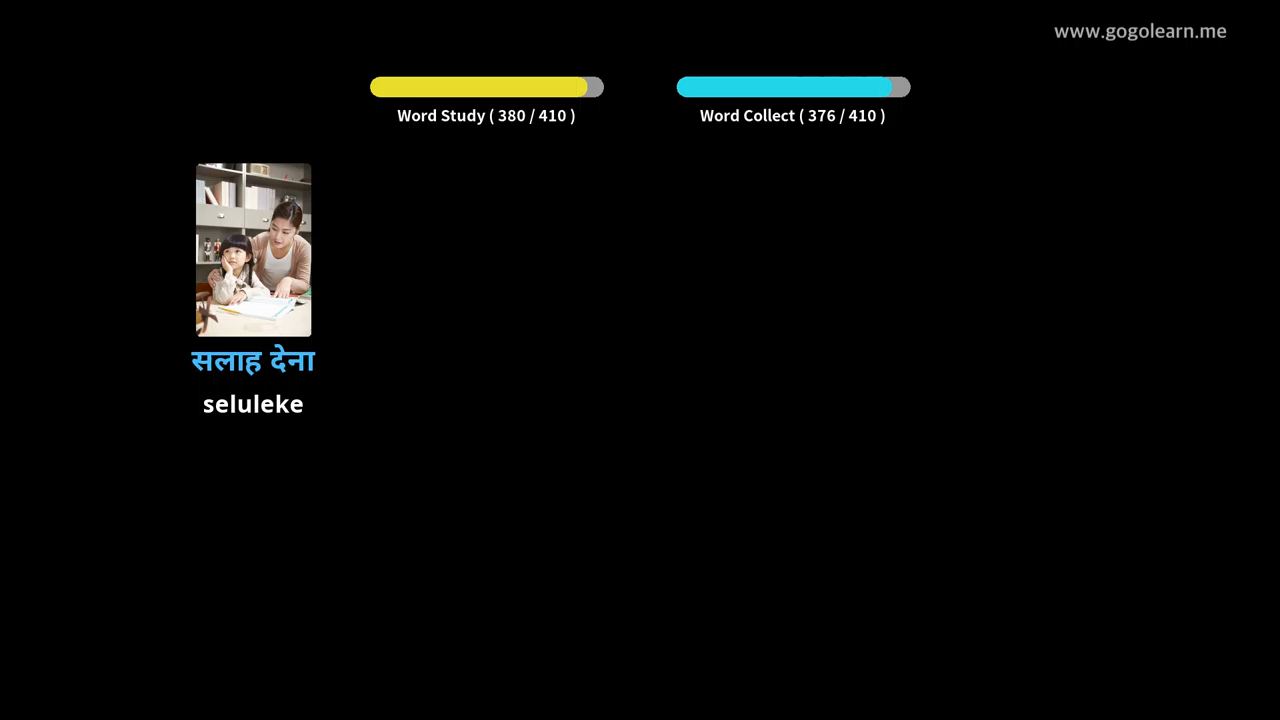 www.gogolearn.me
Word Study ( 380 / 410 )
Word Collect ( 376 / 410 )
सलाह देना
seluleke